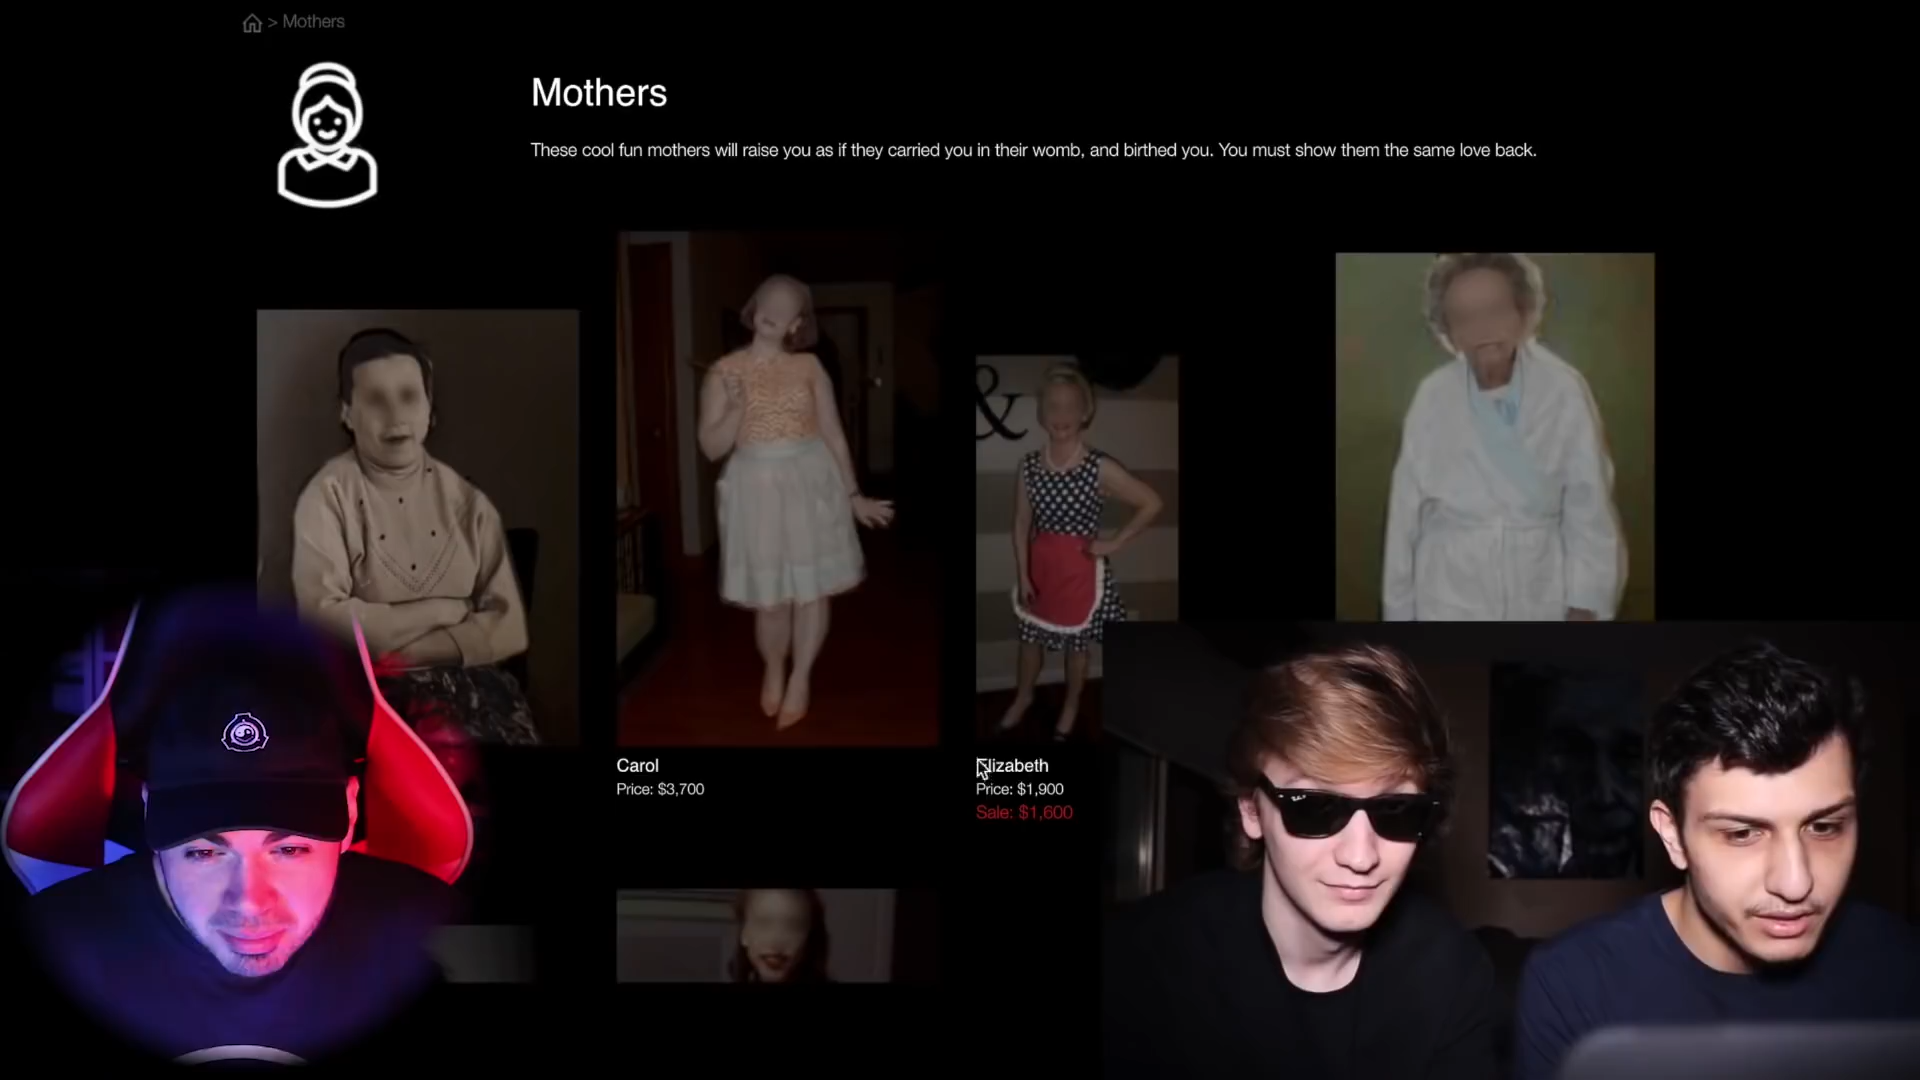 > Mothers
Mothers
These cool fun mothers will raise you as if they carried you in their womb, and birthed you. You must show them the same love back.
&
Carol
Price: $3,700
Elizabeth
Price: $1,900
Sale: $1,600